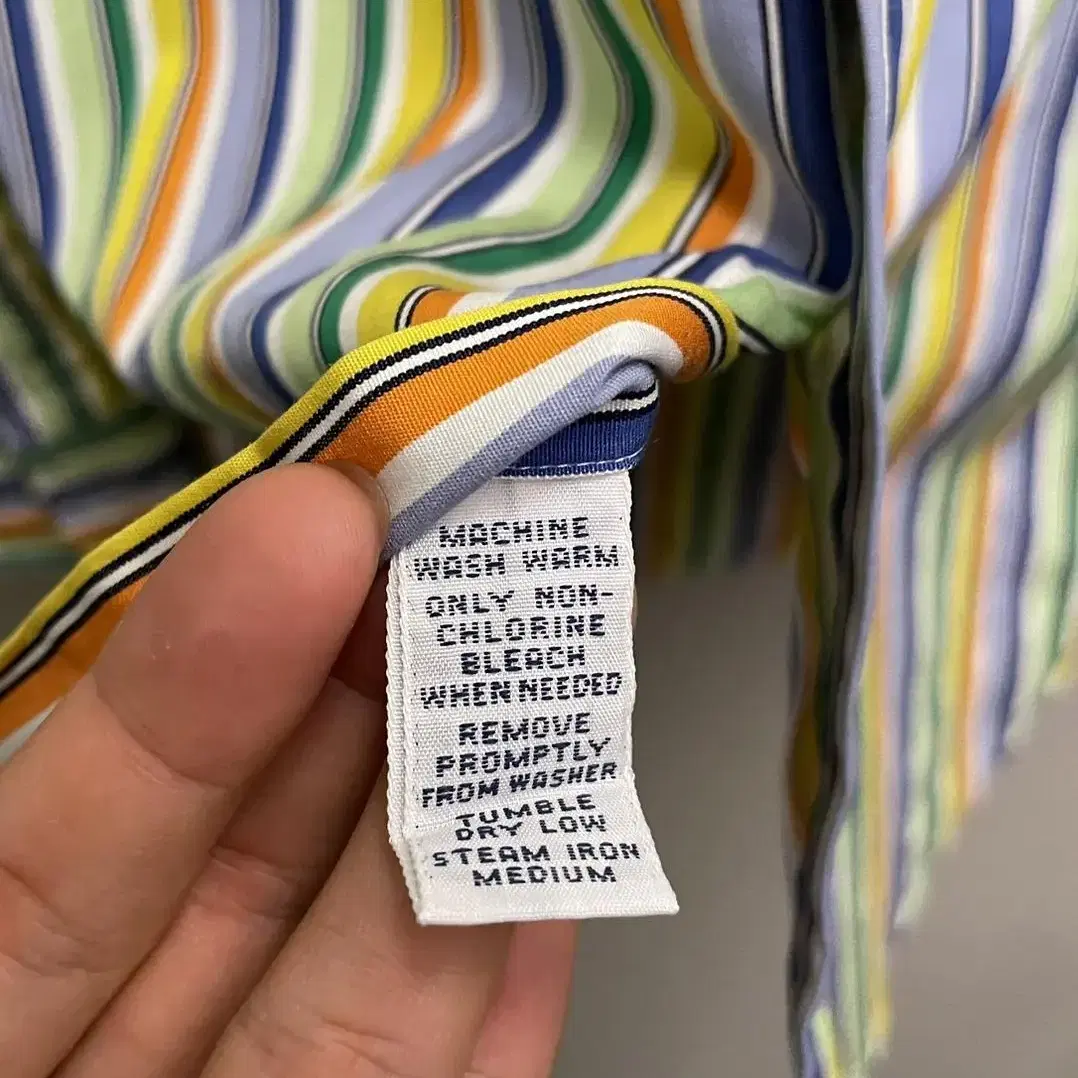 MACHINE
WASH WARM
ONLY NON-
CHLORINE
BLEACH
WHEN NEEDED
REMOVE
PROMPTLY
FROM WASHER
TUMBLE
DRY LOW
STEAM IRON
MEDIUM